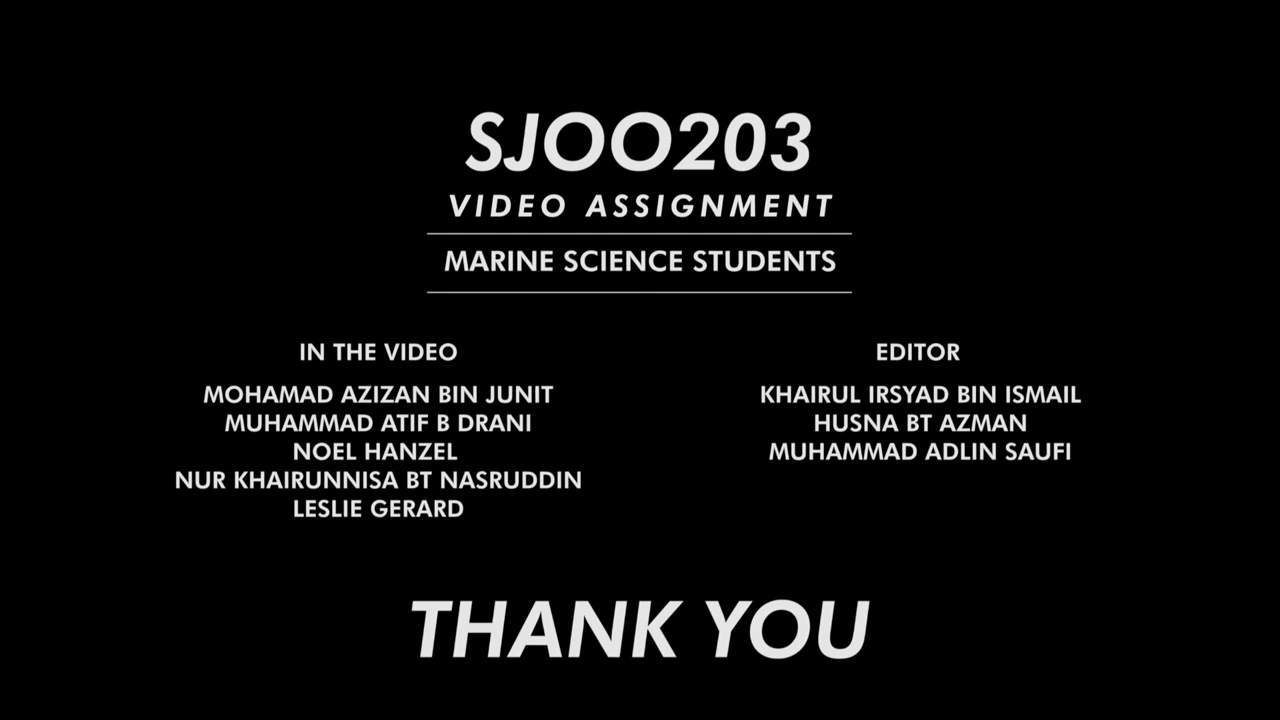 SJOO203
VIDEO ASSIGNMENT
MARINE SCIENCE STUDENTS
IN THE VIDEO
MOHAMAD AZIZAN BIN JUNIT
MUHAMMAD ATIF B DRANI
NOEL HANZEL
NUR KHAIRUNNISA BT NASRUDDIN
LESLIE GERARD
EDITOR
KHAIRUL IRSYAD BIN ISMAIL
HUSNA BT AZMAN
MUHAMMAD ADLIN SAUFI
THANK YOU